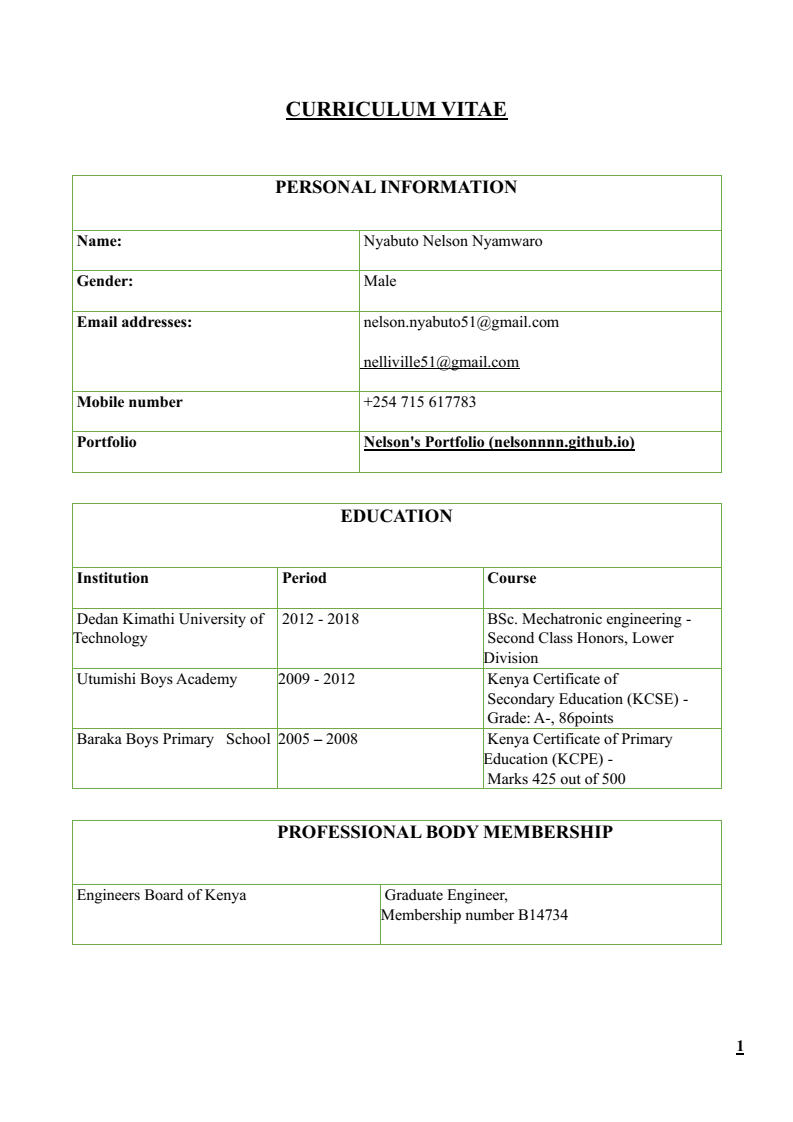 CURRICULUM VITAE
PERSONAL INFORMATION
Name: Nyabuto Nelson Nyamwaro
Gender: Male
Email addresses: nelson.nyabuto51@gmail.com
nelliville51@gmail.com
Mobile number +254 715 617783
Portfolio Nelson's Portfolio (nelsonnnn.github.io)
EDUCATION
Institution Period Course
Dedan Kimathi University of 2012 - 2018 BSc. Mechatronic engineering -
Technology Second Class Honors, Lower
Division
Utumishi Boys Academy 2009 - 2012 Kenya Certificate of
Secondary Education (KCSE) -
Grade: A-, 86points
Baraka Boys Primary School 2005 – 2008 Kenya Certificate of Primary
Education (KCPE) -
Marks 425 out of 500
PROFESSIONAL BODY MEMBERSHIP
Engineers Board of Kenya Graduate Engineer,
Membership number B14734
1